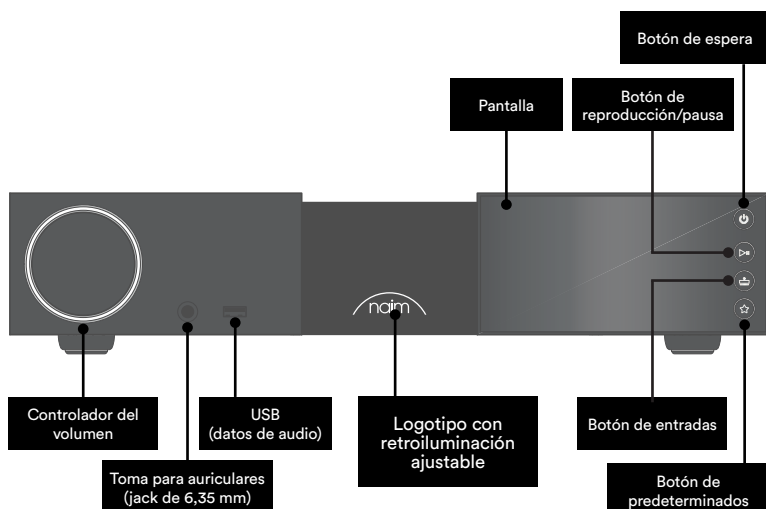 Botón de espera
Pantalla
Botón de
reproducción/pausa
naim
Controlador del
volumen
USB
(datos de audio)
Logotipo con
retroiluminación
ajustable
Botón de entradas
Toma para auriculares
(jack de 6,35 mm)
Botón de
predeterminados